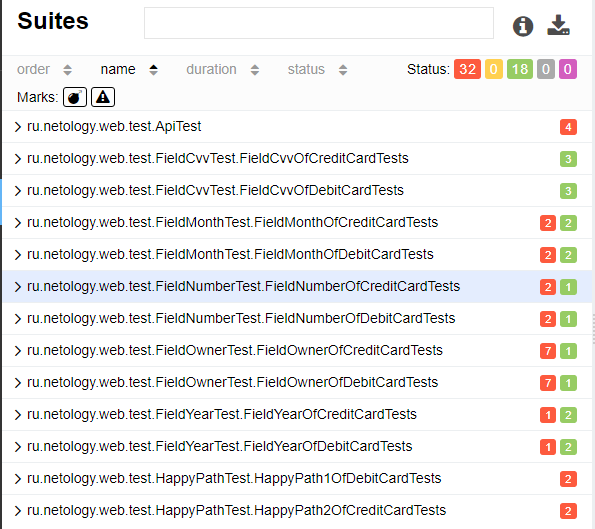 Suites
order name duration status Status: 32 0 18 0 0
Marks:
ru.netology.web.test.ApiTest 4
ru.netology.web.test.FieldCvvTest.FieldCvvOfCreditCardTests 3
ru.netology.web.test.FieldCvvTest.FieldCvvOfDebitCardTests 3
ru.netology.web.test.FieldMonthTest.FieldMonthOfCreditCardTests 2 2
ru.netology.web.test.FieldMonthTest.FieldMonthOfDebitCardTests 2 2
ru.netology.web.test.FieldNumberTest.FieldNumberOfCreditCardTests 2 1
ru.netology.web.test.FieldNumberTest.FieldNumberOfDebitCardTests 2 1
ru.netology.web.test.FieldOwnerTest.FieldOwnerOfCreditCardTests 7 1
ru.netology.web.test.FieldOwnerTest.FieldOwnerOfDebitCardTests 7 1
ru.netology.web.test.FieldYearTest.FieldYearOfCreditCardTests 1 2
ru.netology.web.test.FieldYearTest.FieldYearOfDebitCardTests 1 2
ru.netology.web.test.HappyPathTest.HappyPath1OfDebitCardTests 2
ru.netology.web.test.HappyPathTest.HappyPath2OfCreditCardTests 2